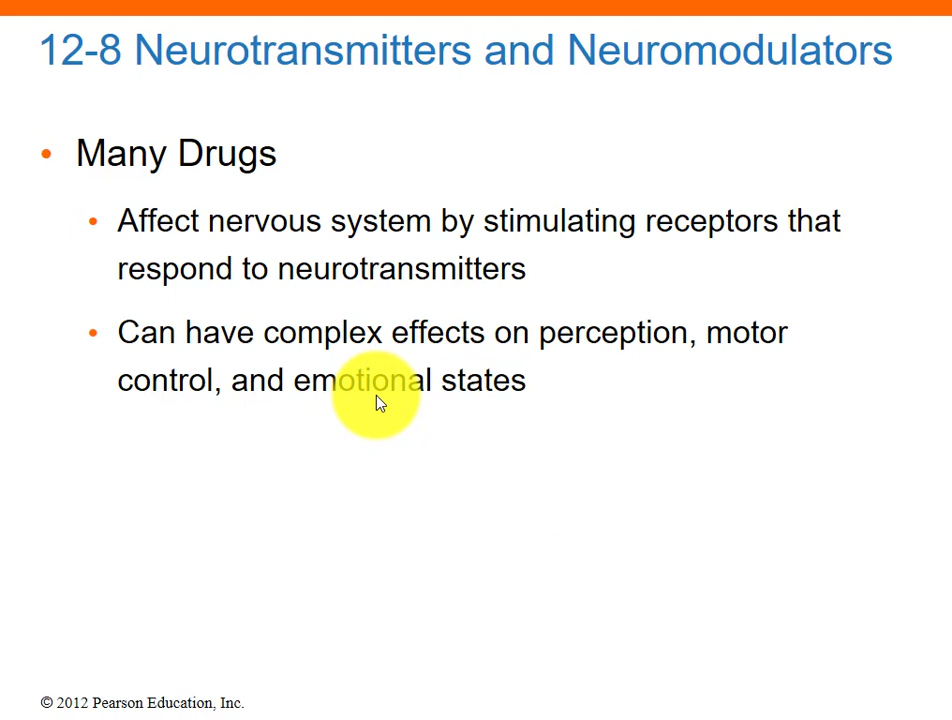 12-8 Neurotransmitters and Neuromodulators
• Many Drugs
• Affect nervous system by stimulating receptors that
respond to neurotransmitters
• Can have complex effects on perception, motor
control, and emotional states
© 2012 Pearson Education, Inc.